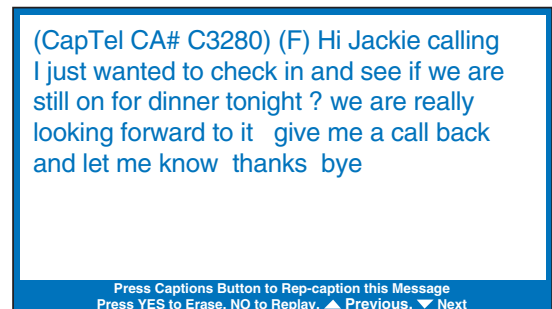 (CapTel CA# C3280) (F) Hi Jackie calling
I just wanted to check in and see if we are
still on for dinner tonight ? we are really
looking forward to it give me a call back
and let me know thanks bye
Press Captions Button to Rep-caption this Message
Press YES to Erase, NO to Replay, ▲ Previous, ▼ Next